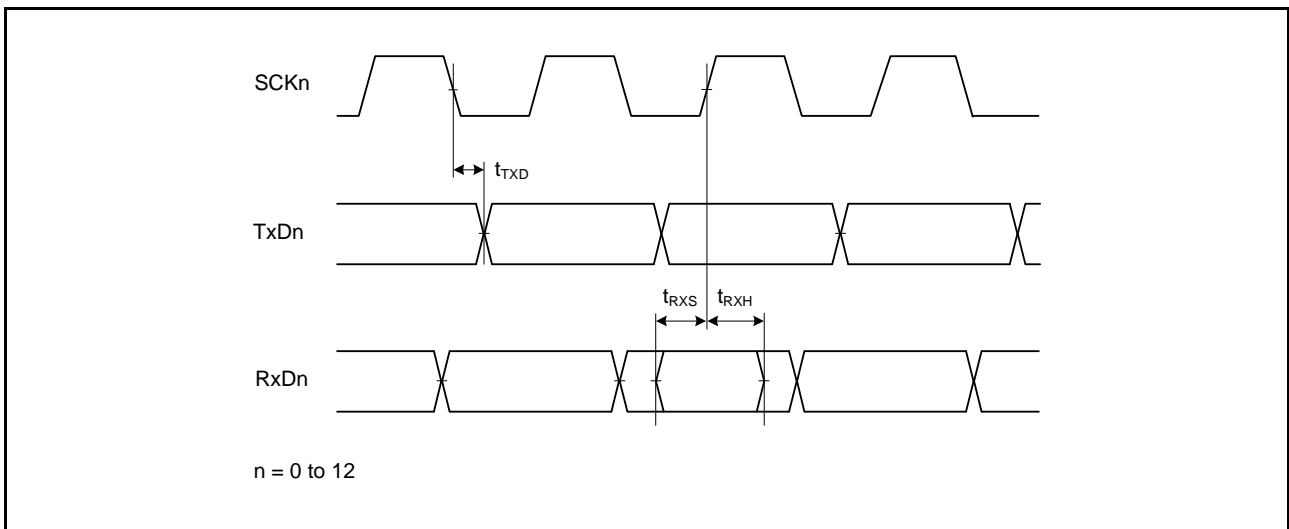 SCKn
tTXD
TxDn
tRXS tRXH
RxDn
n = 0 to 12